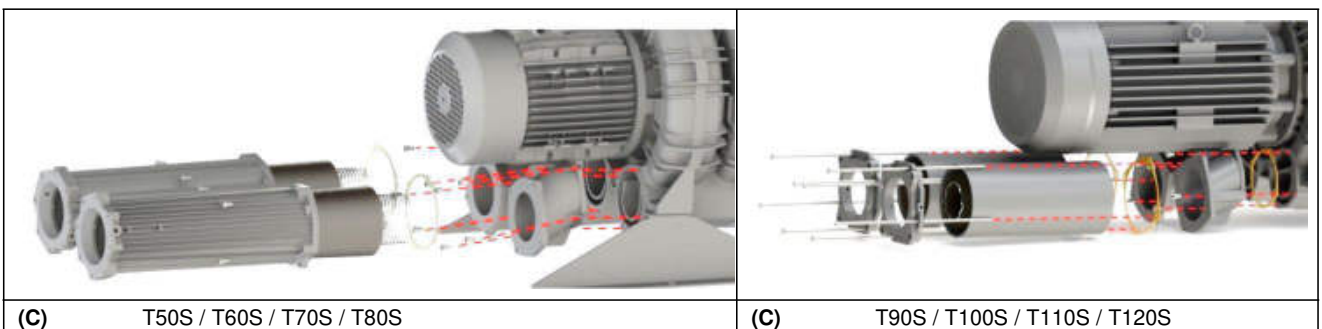 (C) T50S / T60S / T70S / T80S
(C) T90S / T100S / T110S / T120S